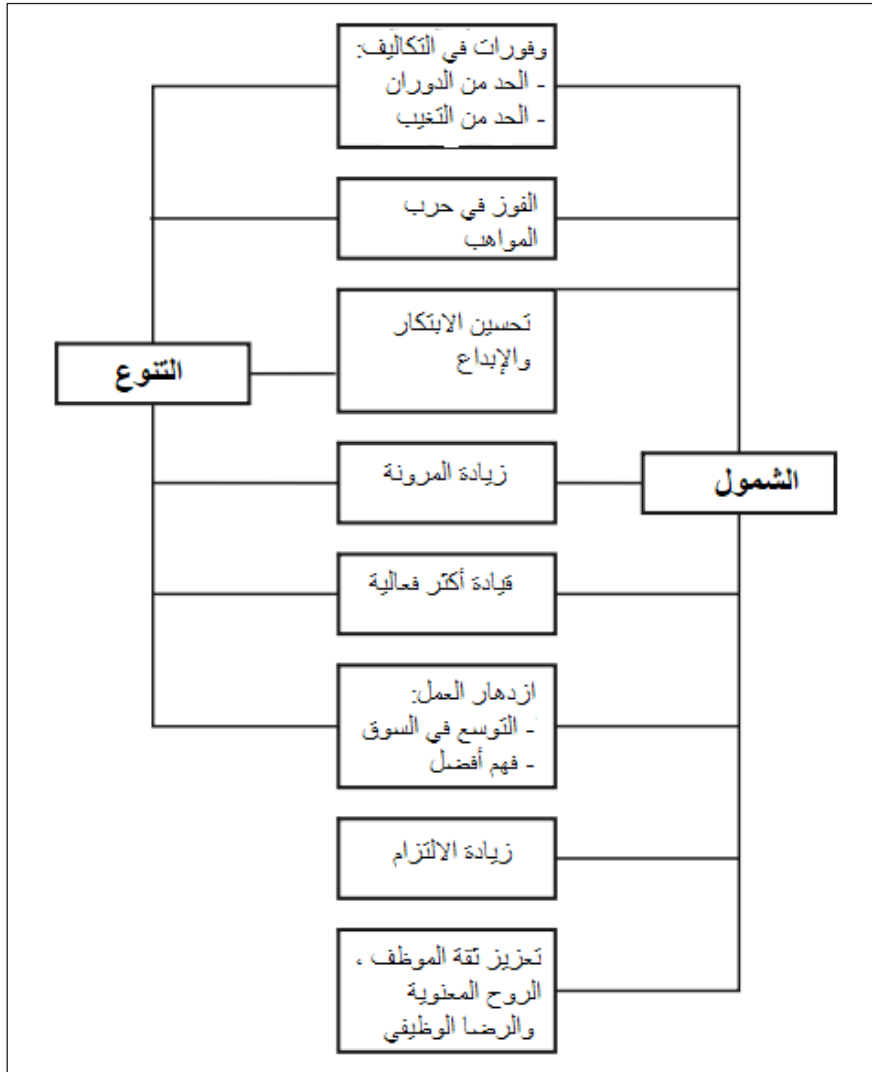 وفورات في التكاليف:
- الحد من الدوران
- الحد من التغيب
الفوز في حرب
المواهب
تحسين الابتكار
والإبداع
التنوع
زيادة المرونة
الشمول
قيادة أكثر فعالية
ازدهار العمل:
- التوسع في السوق
- فهم أفضل
زيادة الالتزام
تعزيز ثقة الموظف ،
الروح المعنوية
والرضا الوظيفي